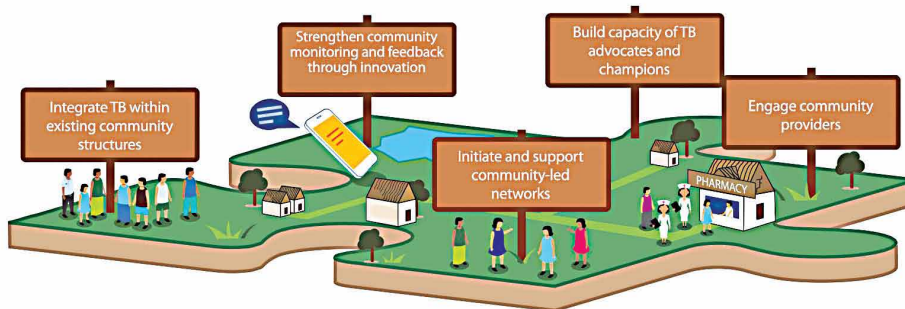 Integrate TB within
existing community
structures
Strengthen community
monitoring and feedback
through innovation
Initiate and support
community-led
networks
Build capacity of TB
advocates and
champions
Engage community
providers
PHARMACY